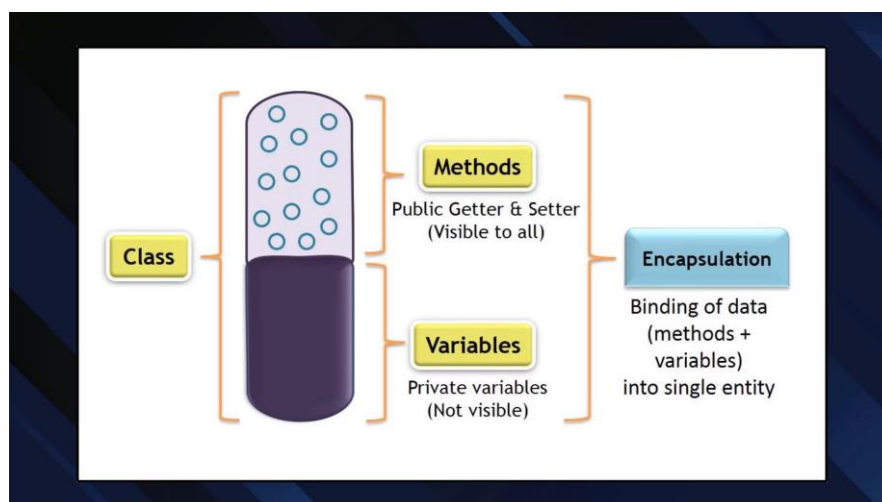 Class
Methods
Public Getter & Setter
(Visible to all)
Variables
Private variables
(Not visible)
Encapsulation
Binding of data
(methods +
variables)
into single entity